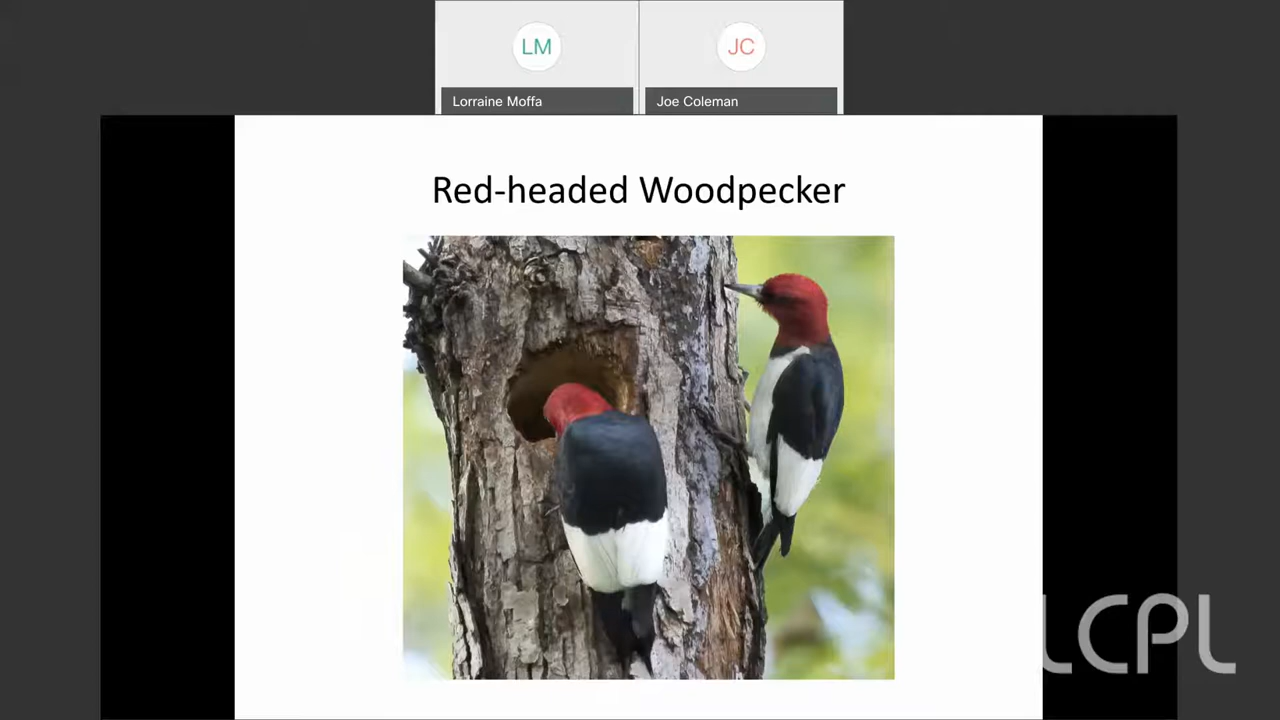 LM
JC
Lorraine Moffa
Joe Coleman
Red-headed Woodpecker
LCPL